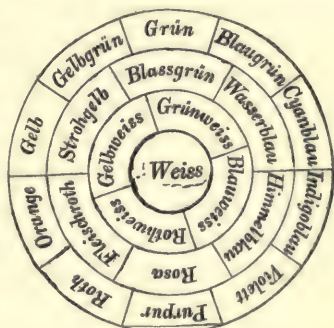 Grün
Blaugrün
Cyanblau
Indigoblau
Violett
Purpur
Roth
Orange
Gelb
Gelbgrün
Blassgrün
Wasserblau
Himmelblau
Rosa
Fleischroth
Strohgelb
Grünweiss
Blauweiss
Rothweiss
Gelbweiss
Weiss